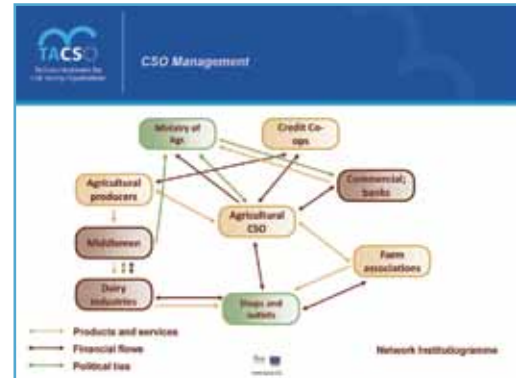 TACSO
CSO Management
Ministry of
Agr.
Credit Co-
ops
Agricultural
producers
Commercial;
banks
Agricultural
CSO
Middlemen
Farm
associations
Dairy
industries
Shops and
outlets
Products and services
Financial flows
Political ties
Network Institutiogramme